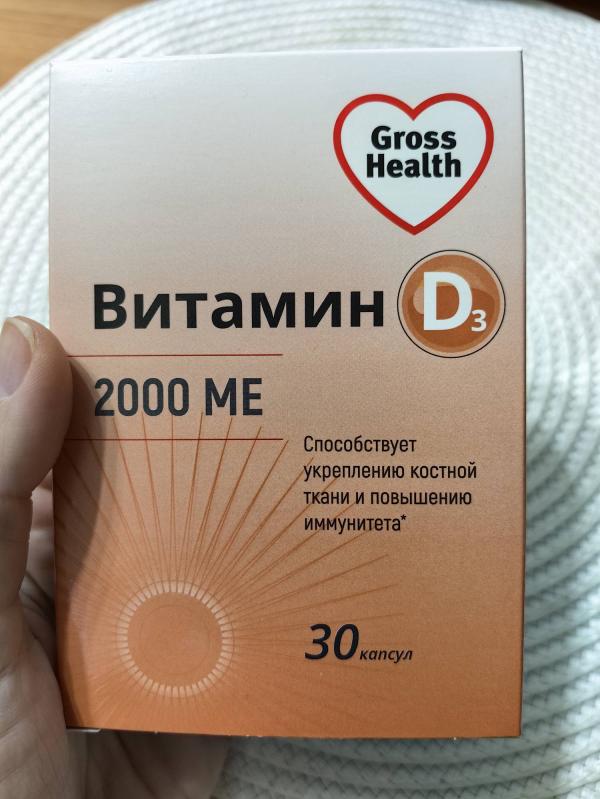 Gross
Health
Витамин D3
2000 МЕ
Способствует
укреплению костной
ткани и повышению
иммунитета*
30 капсул